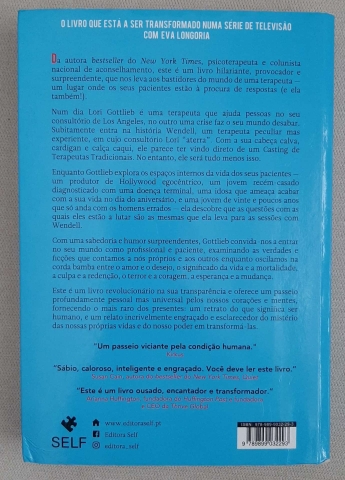 O LIVRO QUE ESTÁ A SER TRANSFORMADO NUMA SÉRIE DE TELEVISÃO
COM EVA LONGORIA
Da autora bestseller do New York Times, psicoterapeuta e colunista
nacional de aconselhamento, este é um livro hilariante, provocador e
surpreendente, que nos leva aos bastidores do mundo de uma terapeuta —
um lugar onde os seus pacientes estão à procura de respostas (e ela
também!)
Num dia Lori Gottlieb é uma terapeuta que ajuda pessoas no seu
consultório de Los Angeles, no outro uma crise faz o seu mundo desabar.
Subitamente entra na história Wendell, um terapeuta peculiar mas
experiente, em cujo consultório Lori "aterra". Com a sua cabeça calva,
cardigan e calça caqui, ele parece ter vindo direto de um Casting de
Terapeutas Tradicionais. No entanto, ele será tudo menos isso.
Enquanto Gottlieb explora os espaços internos da vida dos seus pacientes —
um produtor de Hollywood egocêntrico, um jovem recém-casado
diagnosticado com uma doença terminal, uma idosa que ameaça acabar
com a sua vida no dia do aniversário, e uma jovem de vinte e poucos anos
que só anda com os homens errados — ela descobre que as questões com as
quais eles estão a lutar são as mesmas que ela leva para as sessões com
Wendell.
Com uma sabedoria e humor surpreendentes, Gottlieb convida-nos a entrar
no seu mundo como profissional e paciente, examinando as verdades e
ficções que contamos a nós próprios e aos outros enquanto oscilamos na
corda bamba entre o amor e o desejo, o significado da vida e a mortalidade,
a culpa e a redenção, o terror e a coragem, a esperança e a mudança.
Este é um livro revolucionário na sua transparência e oferece um passeio
profundamente pessoal mas universal pelos nossos corações e mentes,
fornecendo o mais raro dos presentes: um retrato do que significa ser
humano, e um relato incrivelmente engraçado e esclarecedor do mistério
das nossas próprias vidas e do nosso poder em transformá-las.
"Um passeio viciante pela condição humana."
"Sábio, caloroso, inteligente e engraçado. Você deve ler este livro."
"Este é um livro ousado, encantador e transformador."
www.editoraself.pt
Editora Self
editora_self
SELF